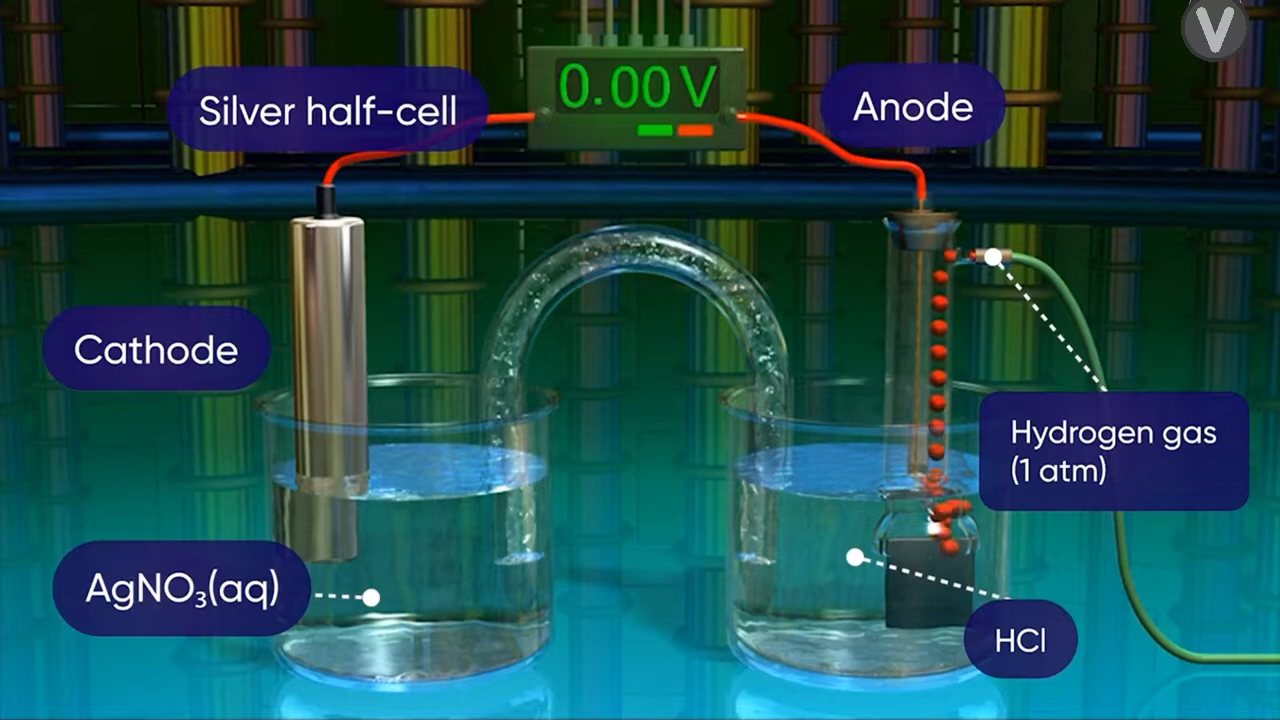 V
0.00 V
Silver half-cell
Anode
Cathode
Hydrogen gas
(1 atm)
AgNO₃(aq)
HCl